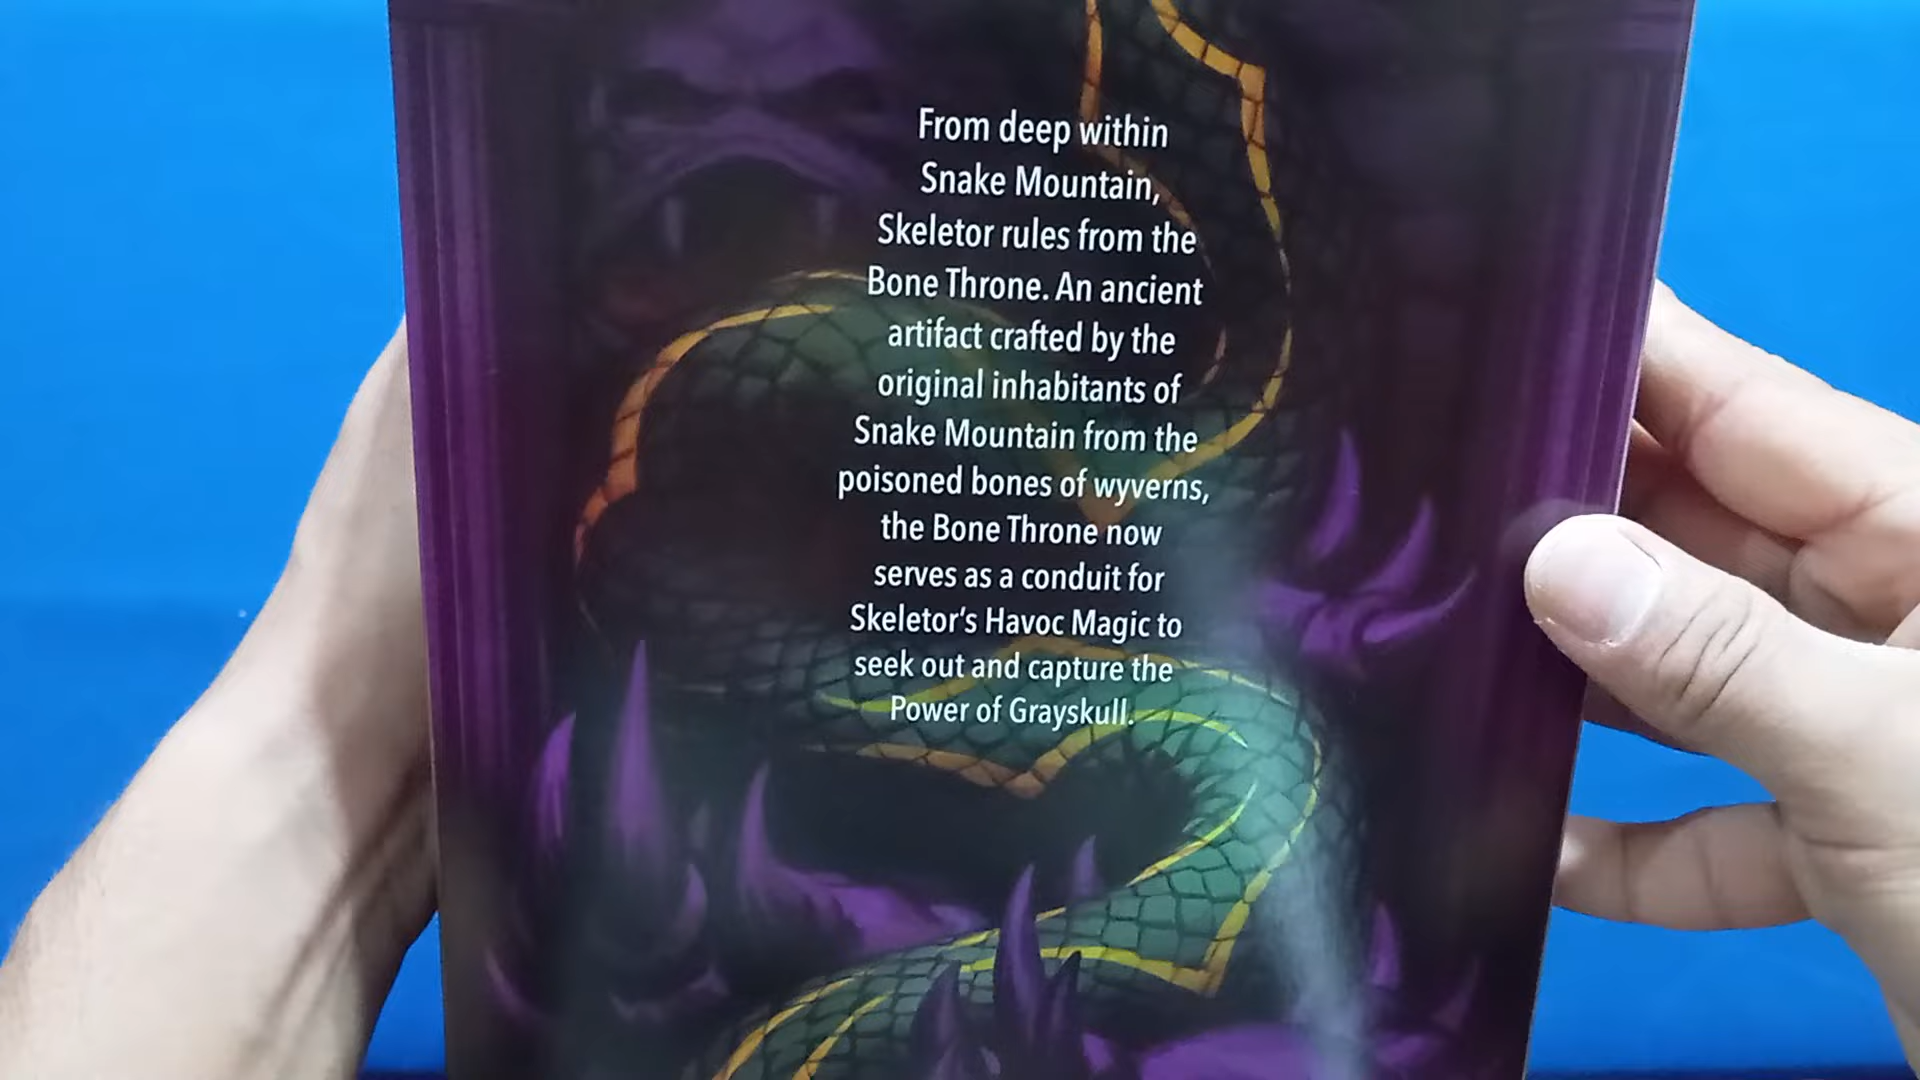 From deep within
Snake Mountain,
Skeletor rules from the
Bone Throne. An ancient
artifact crafted by the
original inhabitants of
Snake Mountain from the
poisoned bones of wyverns,
the Bone Throne now
serves as a conduit for
Skeletor's Havoc Magic to
seek out and capture the
Power of Grayskull.